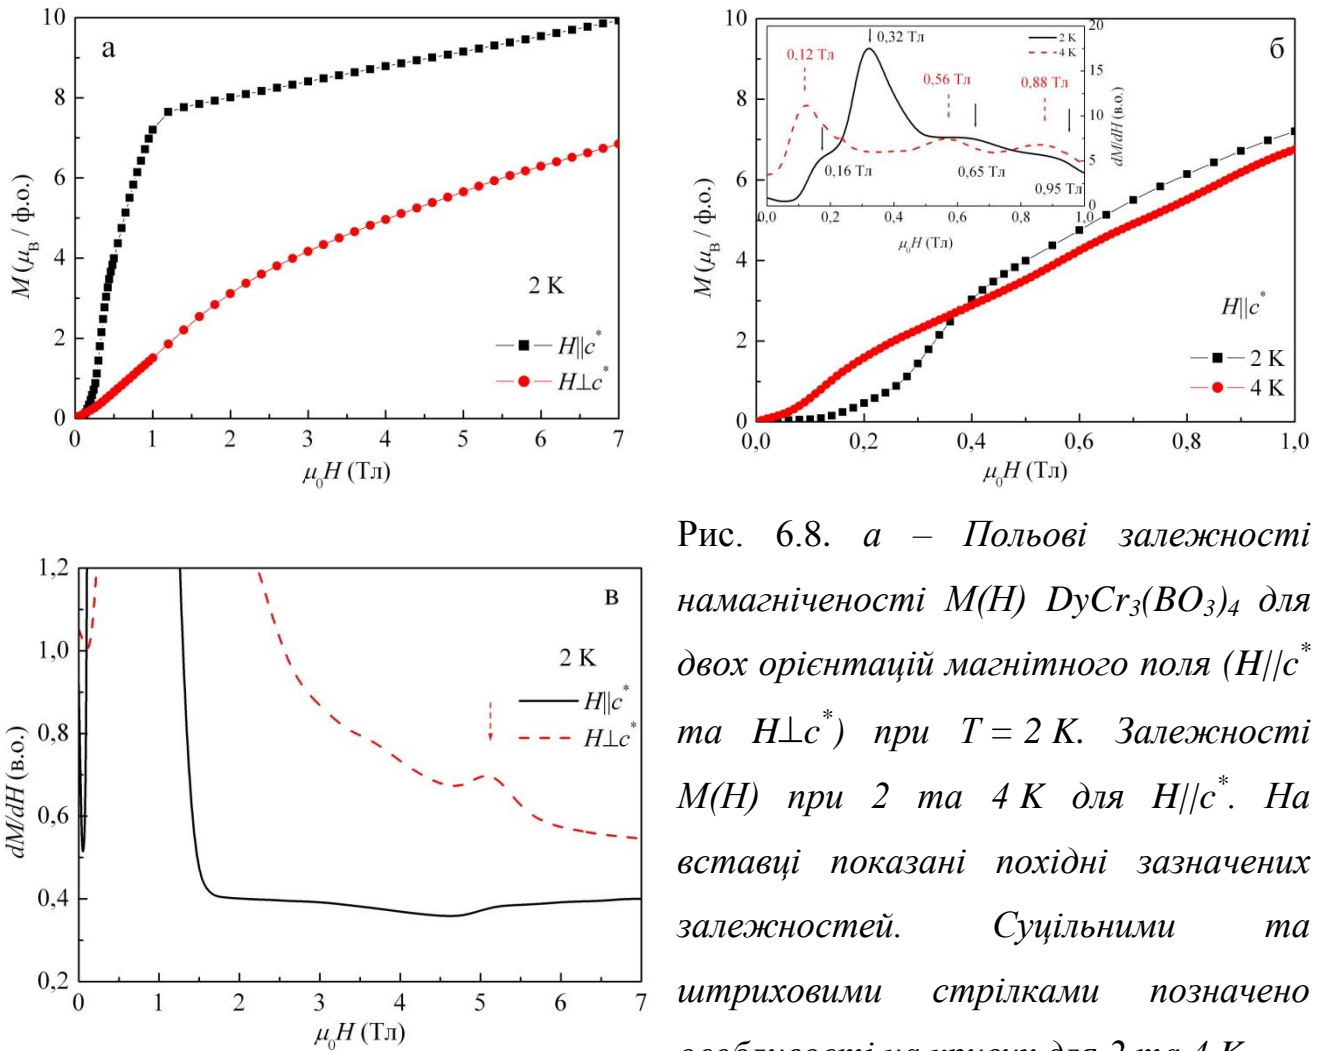 а
M (μB / ф.о.)
10
8
6
4
2
0
2 K
H||c*
H⊥c*
0 1 2 3 4 5 6 7
μ0H (Тл)
б
M (μB / ф.о.)
10
8
6
4
2
0
0,12 Тл
0,32 Тл
2 K
4 K
0,56 Тл
0,88 Тл
0,16 Тл
0,65 Тл
0,95 Тл
20
15
10
5
0
dM/dH (в.о.)
0,0 0,2 0,4 0,6 0,8 1,0
μ0H (Тл)
H||c*
2 K
4 K
0,0 0,2 0,4 0,6 0,8 1,0
μ0H (Тл)
в
dM/dH (в.о.)
1,2
1,0
0,8
0,6
0,4
0,2
2 K
H||c*
H⊥c*
0 1 2 3 4 5 6 7
μ0H (Тл)
Рис. 6.8. а – Польові залежності
намагніченості M(H) DyCr3(BO3)4 для
двох орієнтацій магнітного поля (H//c*
та H⊥c*) при T = 2 K. Залежності
M(H) при 2 та 4 K для H//c*. На
вставці показані похідні зазначених
залежностей. Суцільними та
штриховими стрілками позначено
особливості на кривих для 2 та 4 K